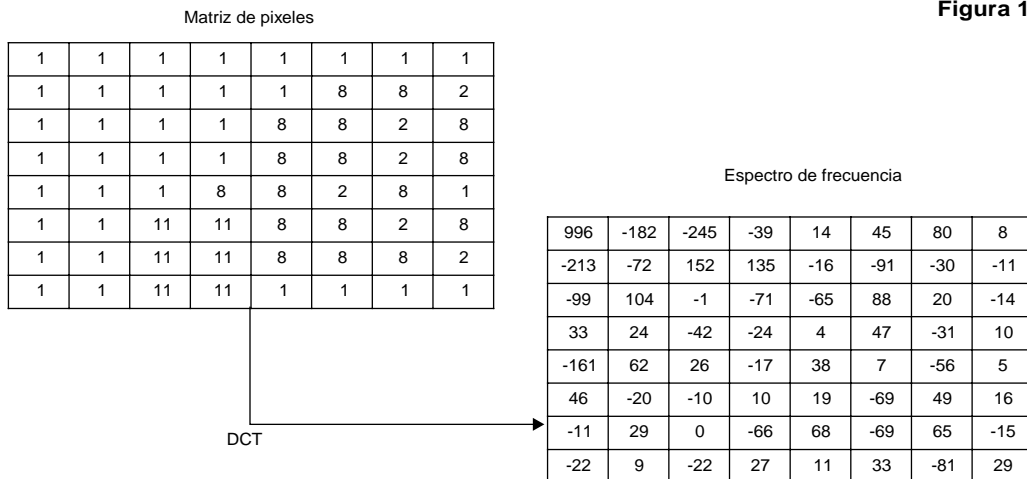 Figura 1
Matriz de pixeles
1 1 1 1 1 1 1 1
1 1 1 1 1 8 8 2
1 1 1 1 8 8 2 8
1 1 1 1 8 8 2 8
1 1 1 8 8 2 8 1
1 1 11 11 8 8 2 8
1 1 11 11 8 8 8 2
1 1 11 11 1 1 1 1
Espectro de frecuencia
996 -182 -245 -39 14 45 80 8
-213 -72 152 135 -16 -91 -30 -11
-99 104 -1 -71 -65 88 20 -14
33 24 -42 -24 4 47 -31 10
-161 62 26 -17 38 7 -56 5
46 -20 -10 10 19 -69 49 16
-11 29 0 -66 68 -69 65 -15
-22 9 -22 27 11 33 -81 29
DCT